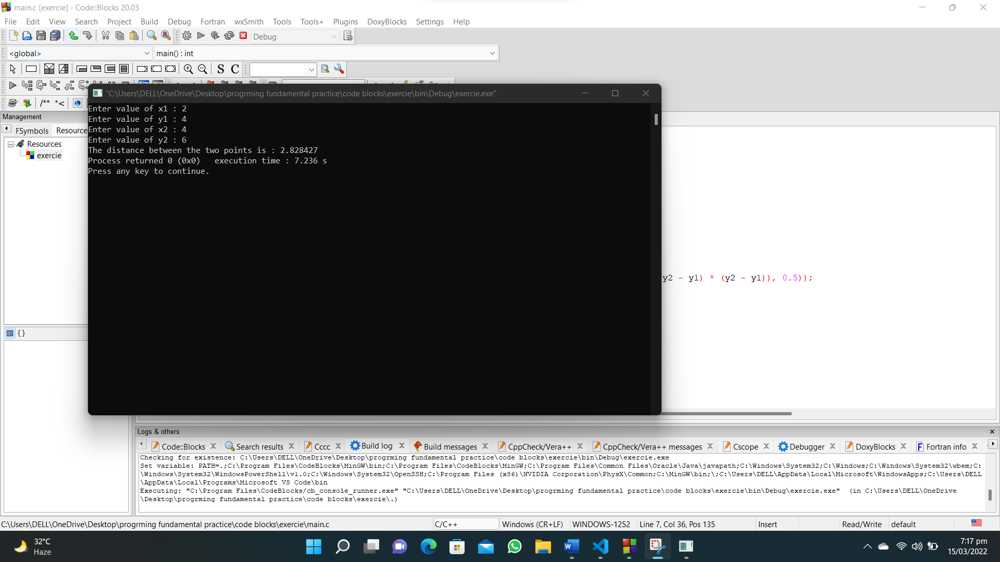 main.c [exercie] - Code::Blocks 20.03
File Edit View Search Project Build Debug Fortran wxSmith Tools Tools+ Plugins DoxyBlocks Settings Help
Debug
<global> main() : int
S C
/** *<
"C:\Users\DELL\OneDrive\Desktop\progrming fundamental practice\code blocks\exercie\bin\Debug\exercie.exe"
Enter value of x1 : 2
Enter value of y1 : 4
Enter value of x2 : 4
Enter value of y2 : 6
The distance between the two points is : 2.828427
Process returned 0 (0x0)   execution time : 7.236 s
Press any key to continue.
Management
FSymbols Resource
Resources
exercie
{}
y2 - y1) * (y2 - y1)), 0.5));
Logs & others
Code::Blocks Search results Cccc Build log Build messages CppCheck/Vera++ CppCheck/Vera++ messages Cscope Debugger DoxyBlocks Fortran info
Checking for existence: C:\Users\DELL\OneDrive\Desktop\progrming fundamental practice\code blocks\exercie\bin\Debug\exercie.exe
Set variable: PATH=.;C:\Program Files\CodeBlocks\MinGW\bin;C:\Program Files\CodeBlocks\MinGW;C:\Program Files\Common Files\Oracle\Java\javapath;C:\Windows\System32;C:\Windows;C:\Windows\System32\wbem;C:
\Windows\System32\WindowsPowerShell\v1.0;C:\Windows\System32\OpenSSH;C:\Program Files (x86)\NVIDIA Corporation\PhysX\Common;C:\MinGW\bin;\;C:\Users\DELL\AppData\Local\Microsoft\WindowsApps;C:\Users\DELL
\AppData\Local\Programs\Microsoft VS Code\bin
Executing: "C:\Program Files\CodeBlocks/cb_console_runner.exe" "C:\Users\DELL\OneDrive\Desktop\progrming fundamental practice\code blocks\exercie\bin\Debug\exercie.exe"  (in C:\Users\DELL\OneDrive
\Desktop\progrming fundamental practice\code blocks\exercie\.)
C:\Users\DELL\OneDrive\Desktop\progrming fundamental practice\code blocks\exercie\main.c C/C++ Windows (CR+LF) WINDOWS-1252 Line 7, Col 36, Pos 135 Insert Read/Write default
32°C
Haze
7:17 pm
15/03/2022